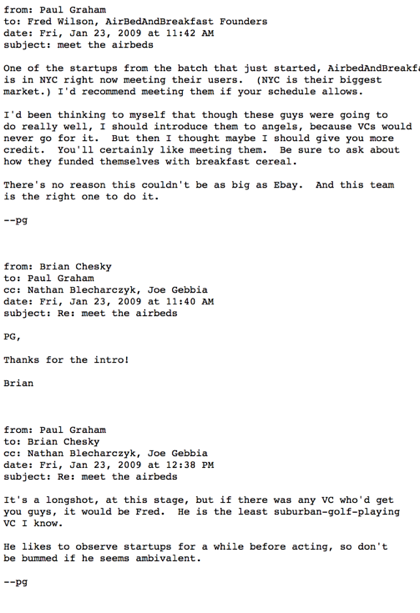 from: Paul Graham
to: Fred Wilson, AirBedAndBreakfast Founders
date: Fri, Jan 23, 2009 at 11:42 AM
subject: meet the airbeds
One of the startups from the batch that just started, AirbedAndBreakfa
is in NYC right now meeting their users.  (NYC is their biggest
market.) I'd recommend meeting them if your schedule allows.
I'd been thinking to myself that though these guys were going to
do really well, I should introduce them to angels, because VCs would
never go for it.  But then I thought maybe I should give you more
credit.  You'll certainly like meeting them.  Be sure to ask about
how they funded themselves with breakfast cereal.
There's no reason this couldn't be as big as Ebay.  And this team
is the right one to do it.
--pg
from: Brian Chesky
to: Paul Graham
cc: Nathan Blecharczyk, Joe Gebbia
date: Fri, Jan 23, 2009 at 11:40 AM
subject: Re: meet the airbeds
PG,
Thanks for the intro!
Brian
from: Paul Graham
to: Brian Chesky
cc: Nathan Blecharczyk, Joe Gebbia
date: Fri, Jan 23, 2009 at 12:38 PM
subject: Re: meet the airbeds
It's a longshot, at this stage, but if there was any VC who'd get
you guys, it would be Fred.  He is the least suburban-golf-playing
VC I know.
He likes to observe startups for a while before acting, so don't
be bummed if he seems ambivalent.
--pg